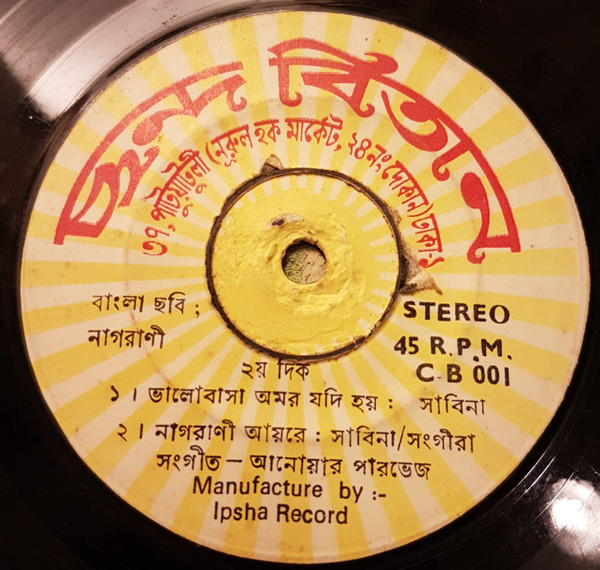 ছন্দ বিতান
৩৭, পাটুয়াটুলী (নূরুল হক মার্কেট, ২৪নং দোকান) ঢাকা-১
বাংলা ছবি ;
নাগরাণী
STEREO
45 R.P.M.
C-B 001
২য় দিক
১। ভালোবাসা অমর যদি হয় : সাবিনা
২। নাগরাণী আয়রে : সাবিনা/সংগীরা
সংগীত – আনোয়ার পারভেজ
Manufacture by :-
Ipsha Record